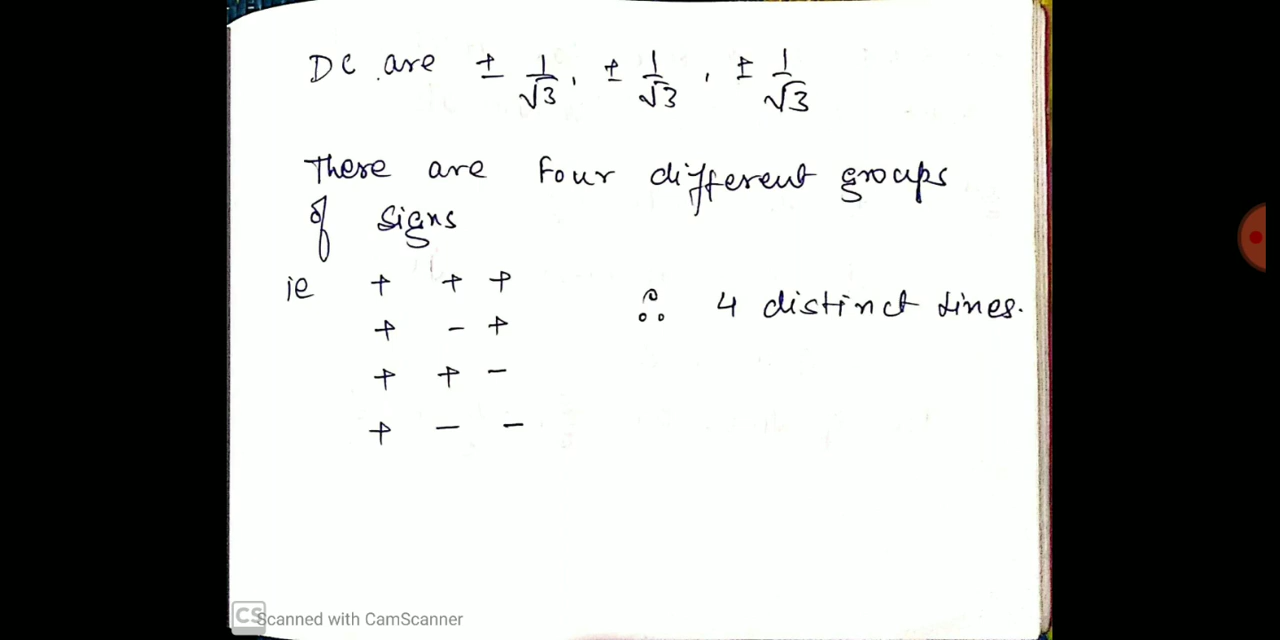 DC are ± 1/√3, ± 1/√3, ± 1/√3
There are Four different groups
of signs
ie + + +
∴ 4 distinct lines.
+ - +
+ + -
+ - -
CS Scanned with CamScanner